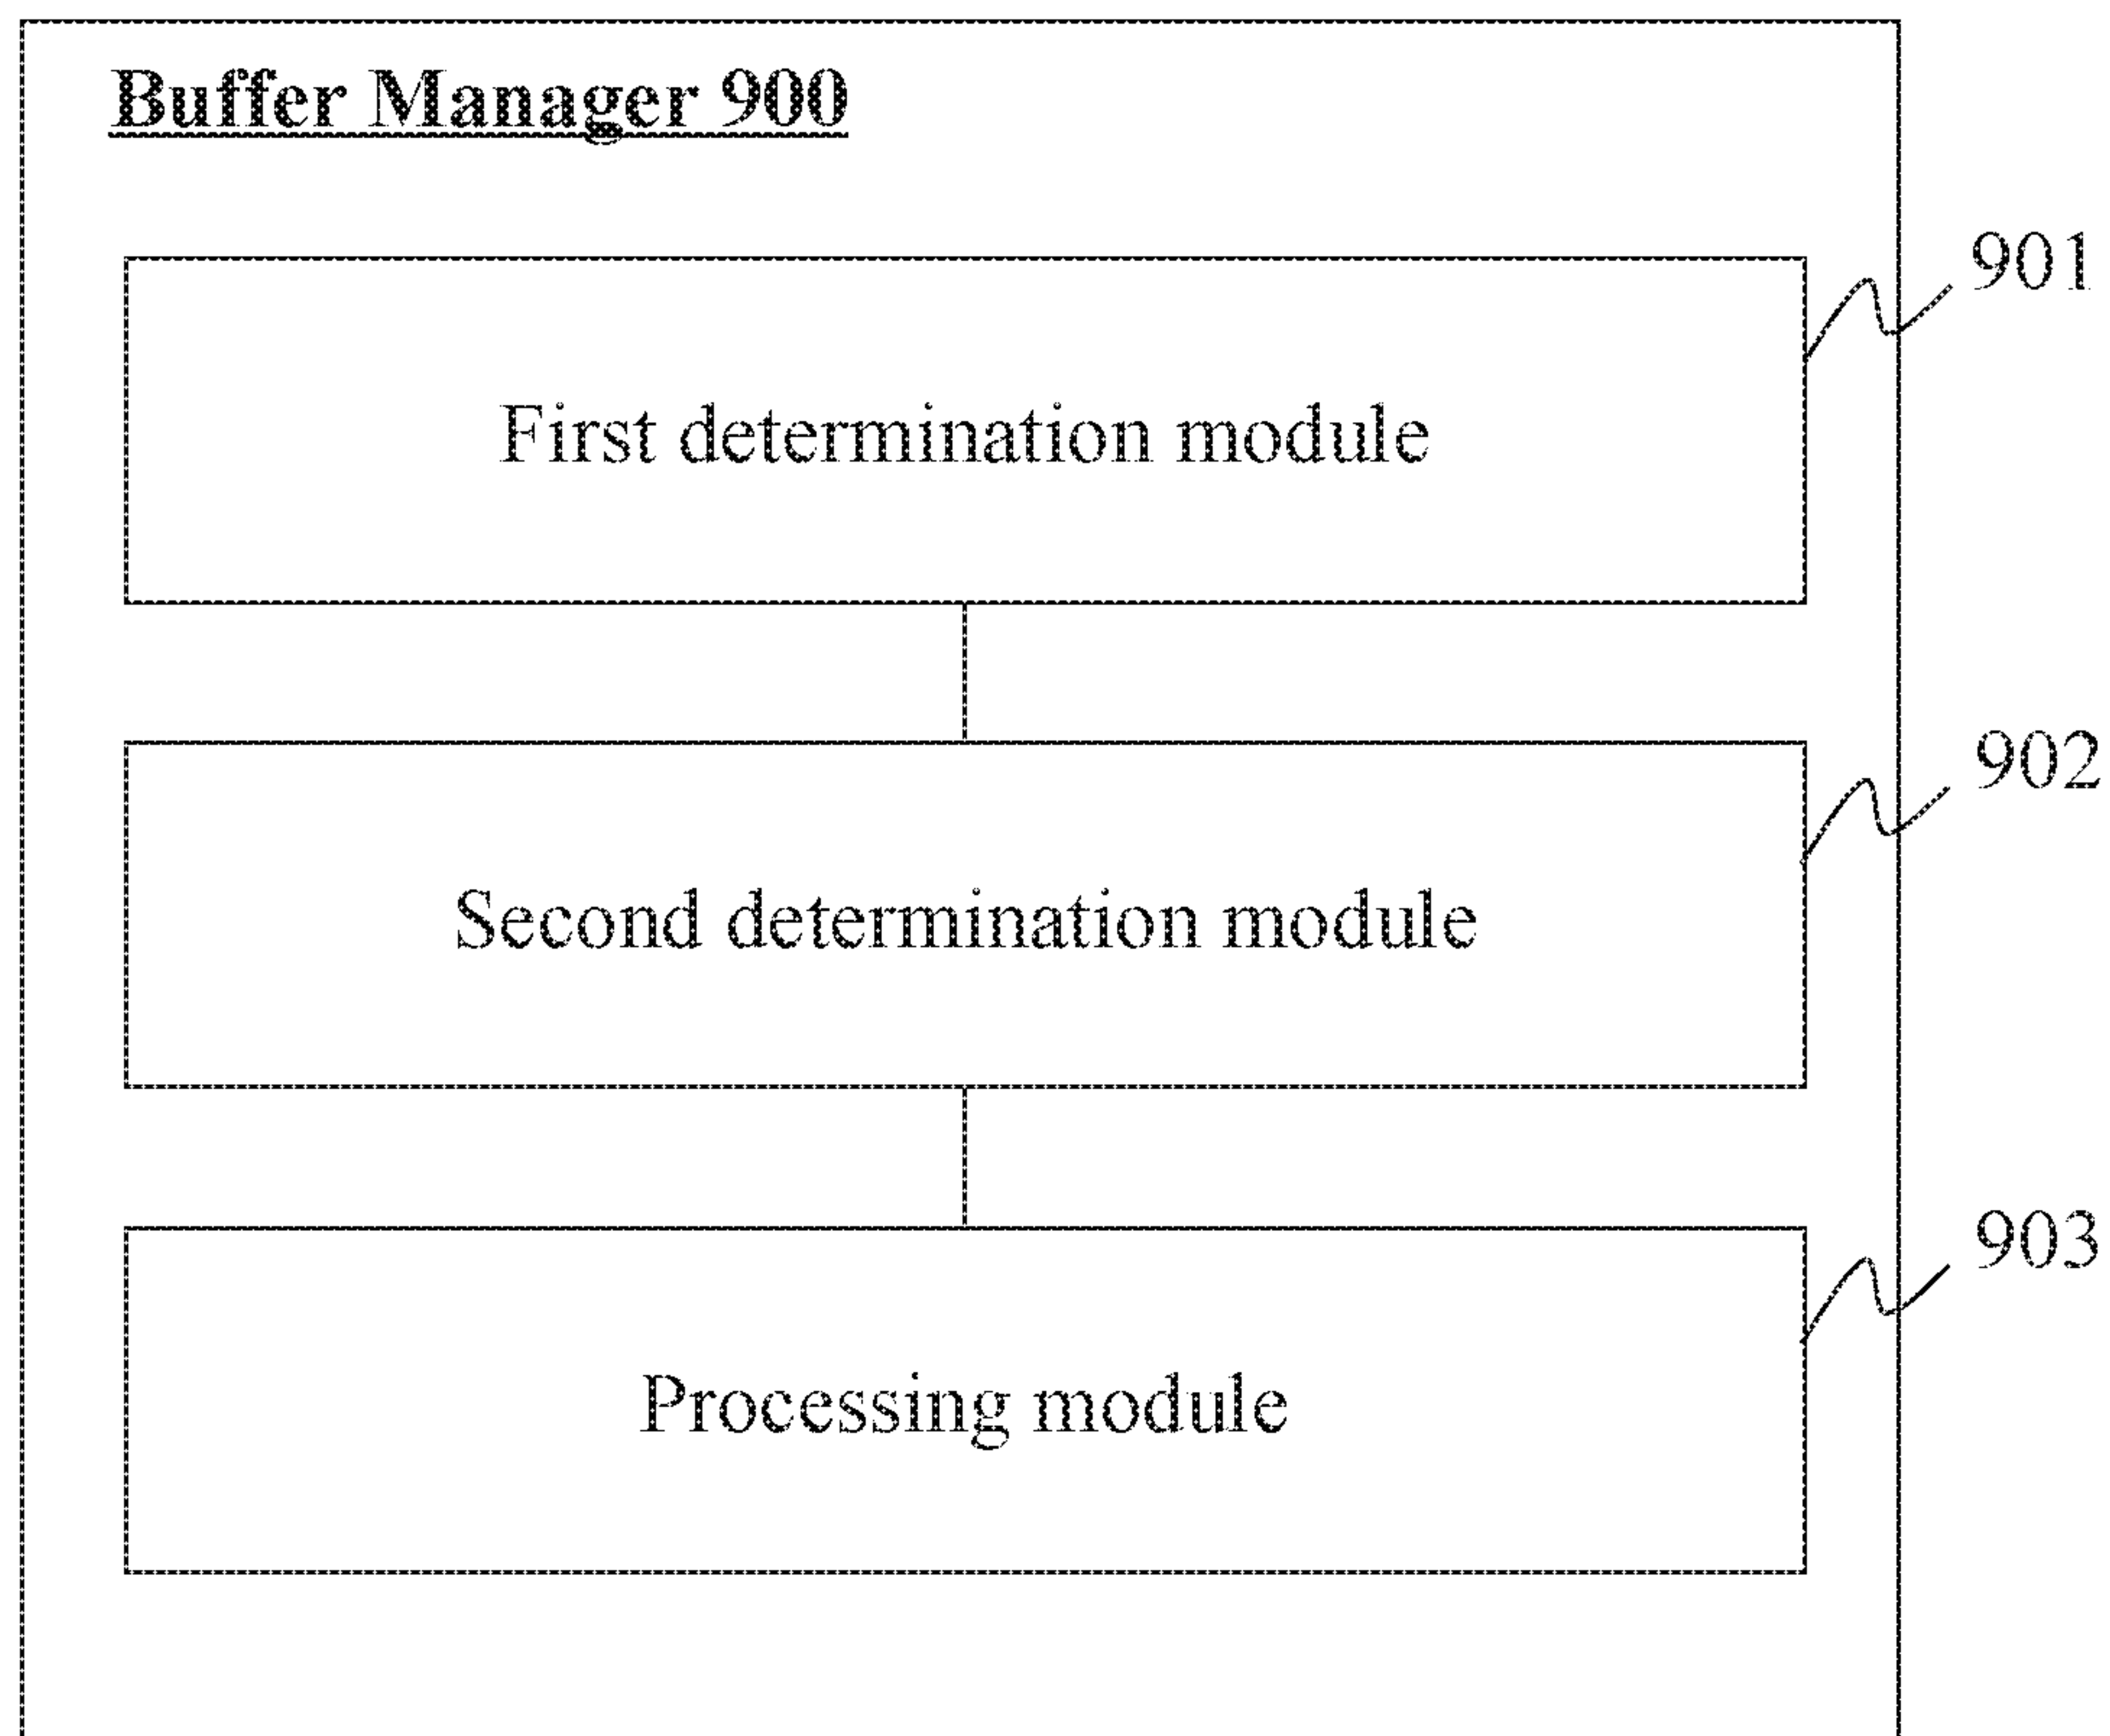 Buffer Manager 900
901
First determination module
902
Second determination module
903
Processing module